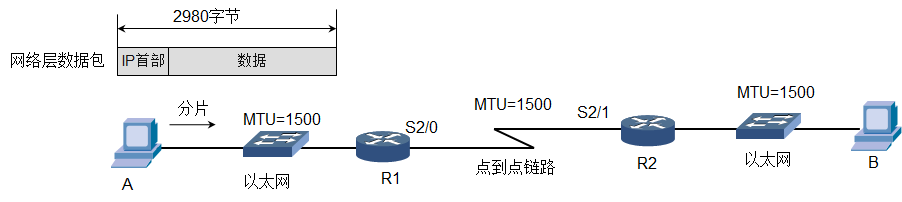 2980字节
网络层数据包 IP首部 数据
分片
MTU=1500
MTU=1500
MTU=1500
S2/0
S2/1
A
以太网
R1
点到点链路
R2
以太网
B